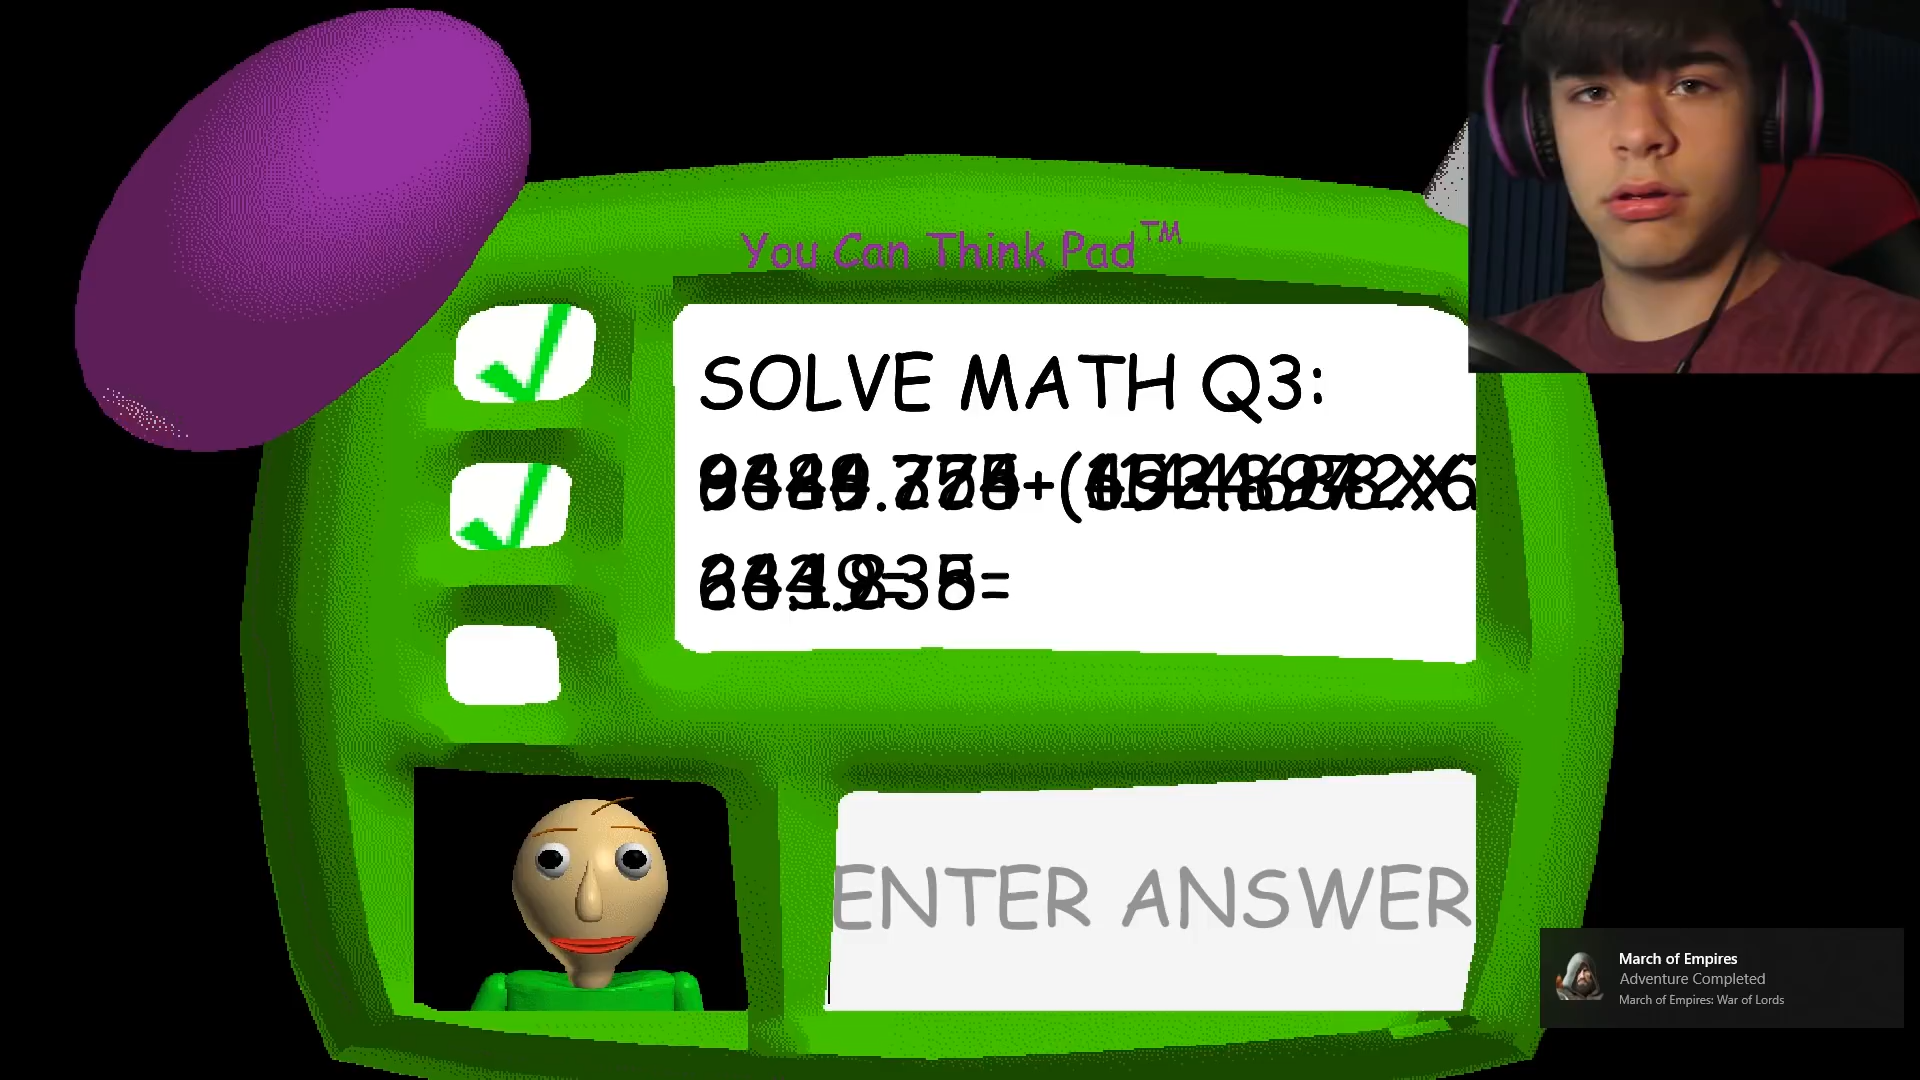 You Can Think Pad™
SOLVE MATH Q3:
ENTER ANSWER
March of Empires
Adventure Completed
March of Empires: War of Lords